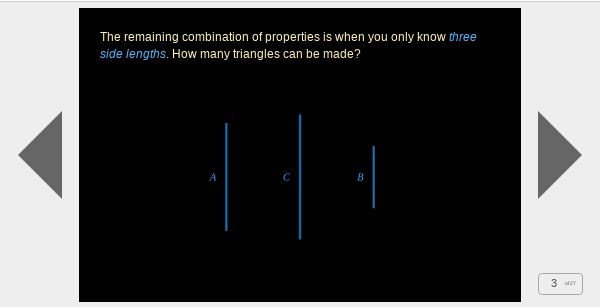 The remaining combination of properties is when you only know three
side lengths. How many triangles can be made?
A C B
3 of 27